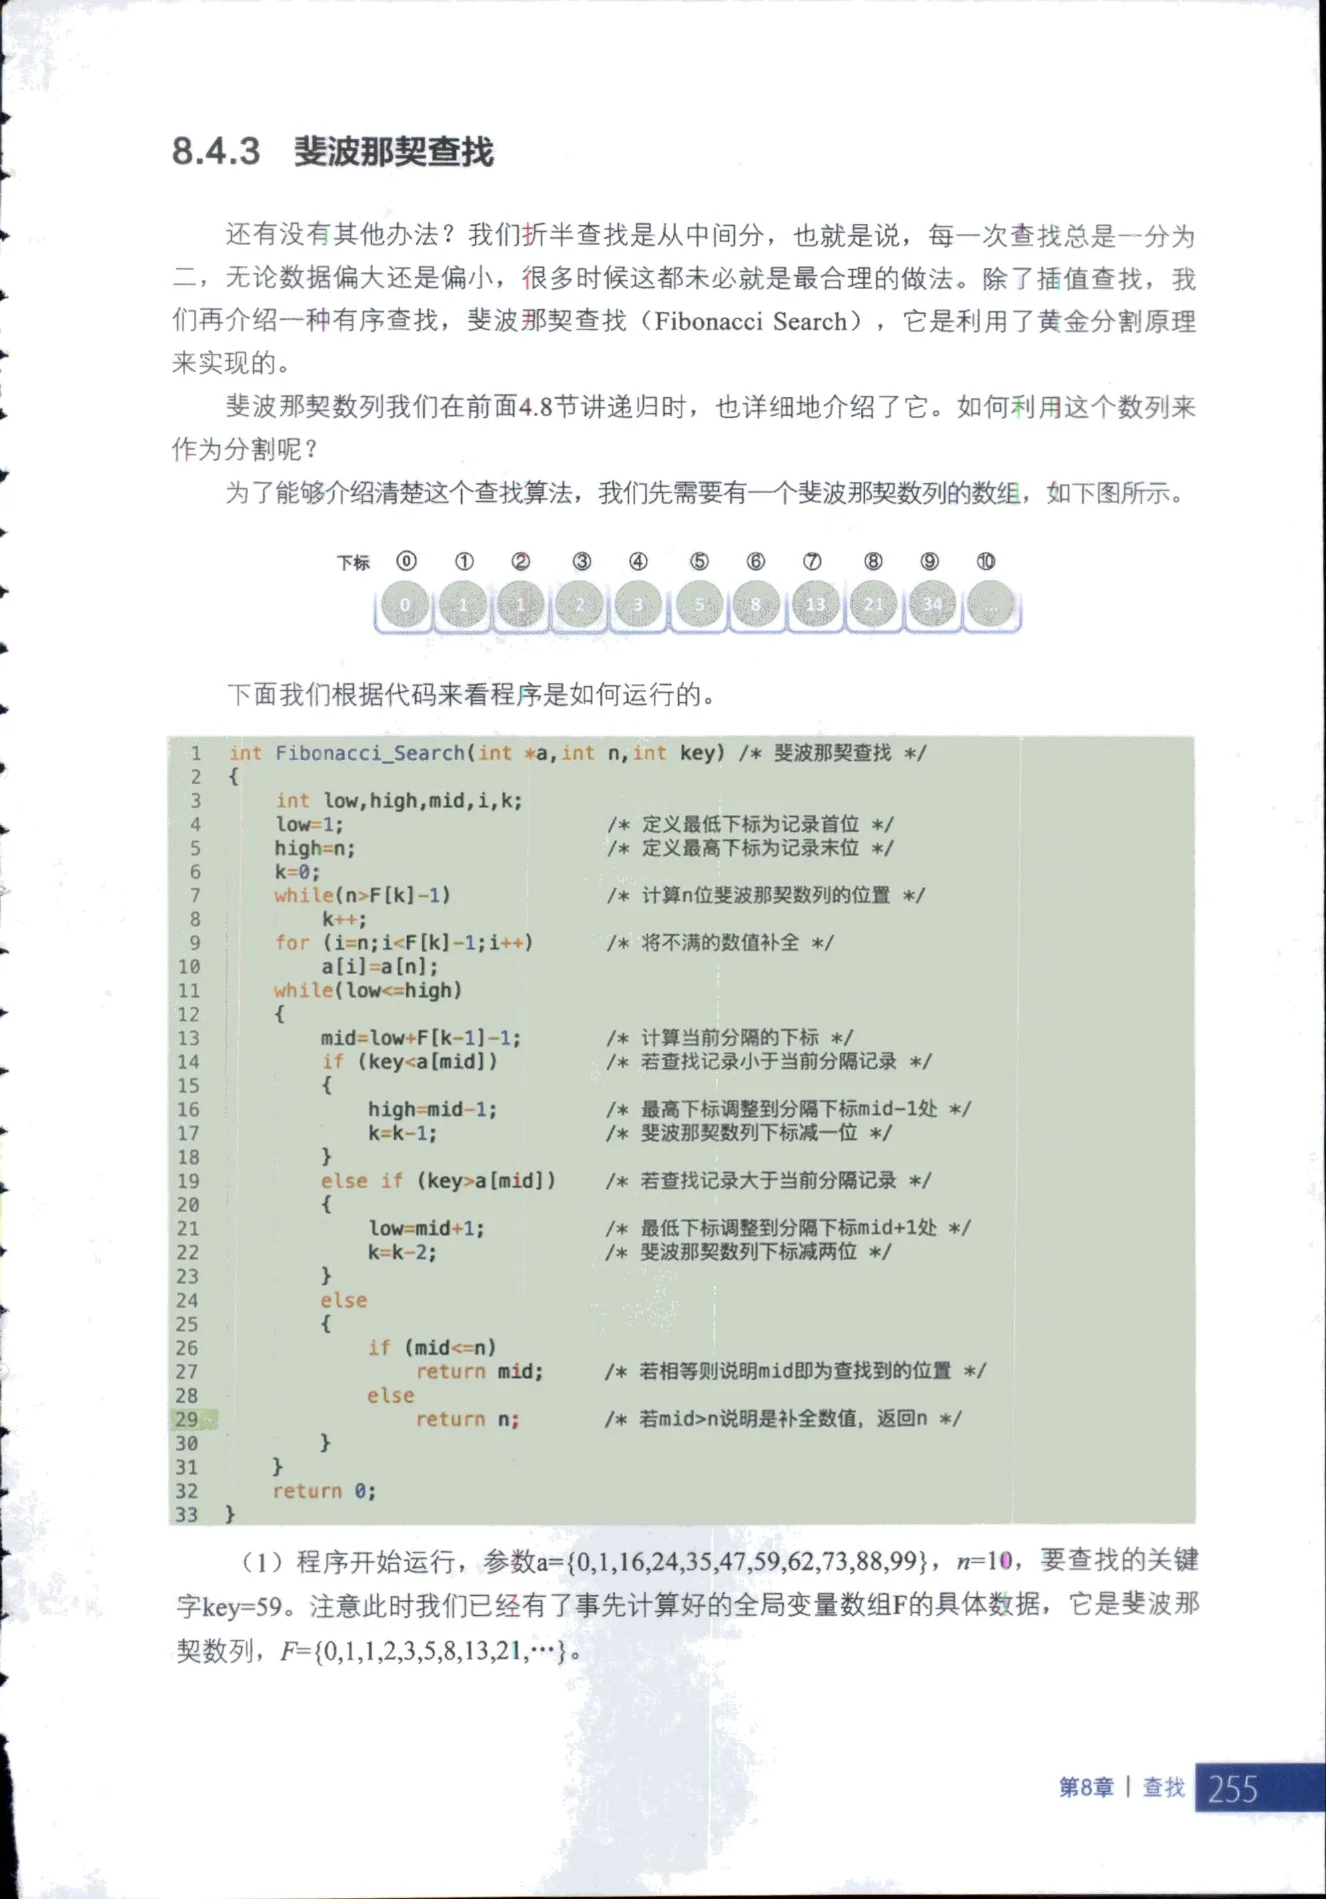 8.4.3 斐波那契查找
还有没有其他办法？我们折半查找是从中间分，也就是说，每一次查找总是一分为
二，无论数据偏大还是偏小，很多时候这都未必就是最合理的做法。除了插值查找，我
们再介绍一种有序查找，斐波那契查找（Fibonacci Search），它是利用了黄金分割原理
来实现的。
斐波那契数列我们在前面4.8节讲递归时，也详细地介绍了它。如何利用这个数列来
作为分割呢？
为了能够介绍清楚这个查找算法，我们先需要有一个斐波那契数列的数组，如下图所示。
下标 ⓪ ① ② ③ ④ ⑤ ⑥ ⑦ ⑧ ⑨ ⑩
0 1 1 2 3 5 8 13 21 34 …
下面我们根据代码来看程序是如何运行的。
1 int Fibonacci_Search(int *a,int n,int key) /* 斐波那契查找 */
2 {
3 int low,high,mid,i,k;
4 low=1; /* 定义最低下标为记录首位 */
5 high=n; /* 定义最高下标为记录末位 */
6 k=0;
7 while(n>F[k]-1) /* 计算n位斐波那契数列的位置 */
8 k++;
9 for (i=n;i<F[k]-1;i++) /* 将不满的数值补全 */
10 a[i]=a[n];
11 while(low<=high)
12 {
13 mid=low+F[k-1]-1; /* 计算当前分隔的下标 */
14 if (key<a[mid]) /* 若查找记录小于当前分隔记录 */
15 {
16 high=mid-1; /* 最高下标调整到分隔下标mid-1处 */
17 k=k-1; /* 斐波那契数列下标减一位 */
18 }
19 else if (key>a[mid]) /* 若查找记录大于当前分隔记录 */
20 {
21 low=mid+1; /* 最低下标调整到分隔下标mid+1处 */
22 k=k-2; /* 斐波那契数列下标减两位 */
23 }
24 else
25 {
26 if (mid<=n)
27 return mid; /* 若相等则说明mid即为查找到的位置 */
28 else
29 return n; /* 若mid>n说明是补全数值，返回n */
30 }
31 }
32 return 0;
33 }
（1）程序开始运行，参数a={0,1,16,24,35,47,59,62,73,88,99}，n=10，要查找的关键
字key=59。注意此时我们已经有了事先计算好的全局变量数组F的具体数据，它是斐波那
契数列，F={0,1,1,2,3,5,8,13,21,…}。
第8章 | 查找 255